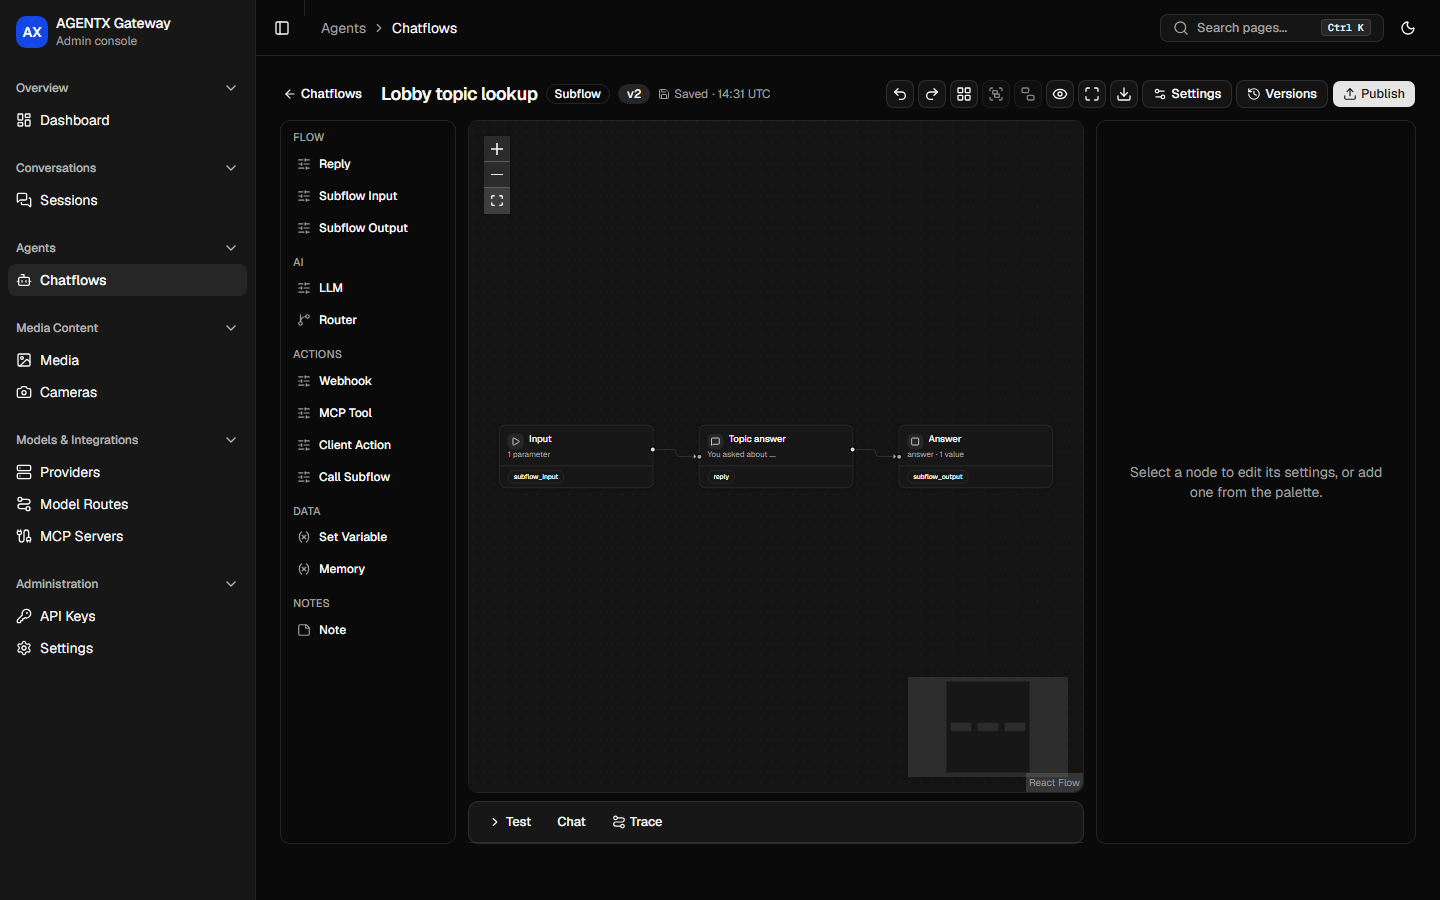 AX
AGENTX Gateway
Admin console
Overview
Dashboard
Conversations
Sessions
Agents
Chatflows
Media Content
Media
Cameras
Models & Integrations
Providers
Model Routes
MCP Servers
Administration
API Keys
Settings
Agents
Chatflows
Search pages...
Ctrl K
Chatflows
Lobby topic lookup
Subflow
v2
Saved · 14:31 UTC
Settings
Versions
Publish
FLOW
Reply
Subflow Input
Subflow Output
AI
LLM
Router
ACTIONS
Webhook
MCP Tool
Client Action
Call Subflow
DATA
Set Variable
Memory
NOTES
Note
Input
1 parameter
subflow_input
Topic answer
You asked about ...
reply
Answer
answer · 1 value
subflow_output
React Flow
Test
Chat
Trace
Select a node to edit its settings, or add
one from the palette.